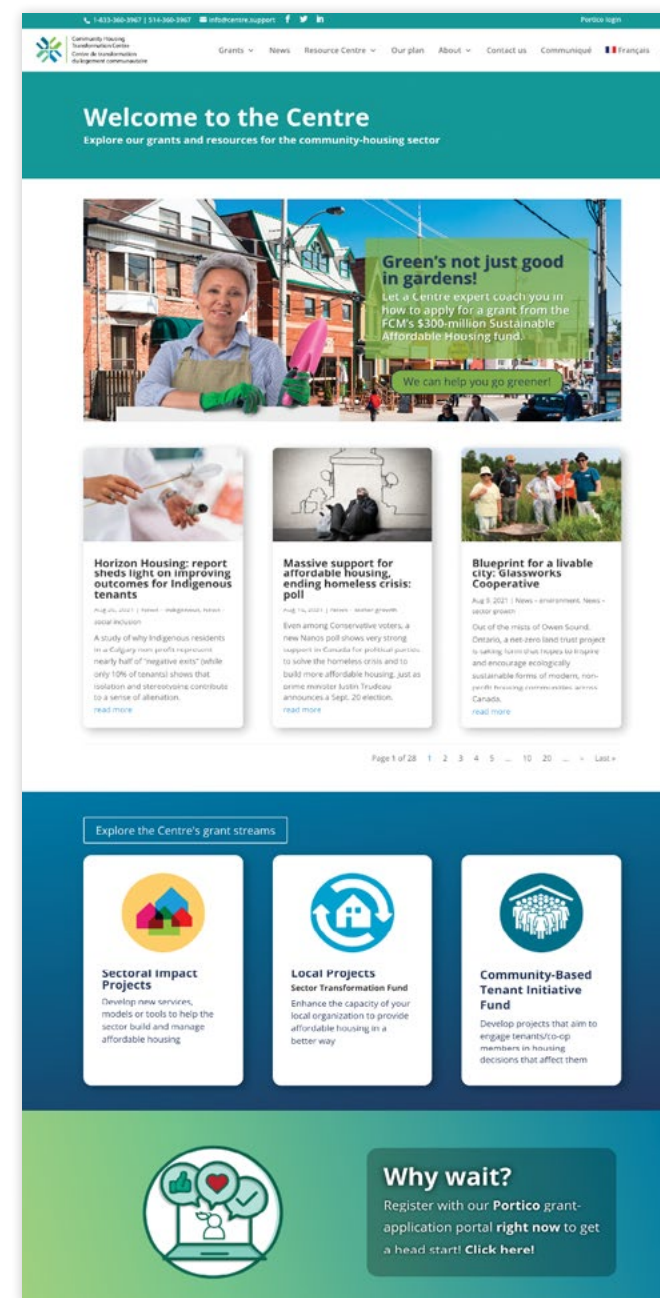 1-833-360-3967 | 514-360-3967 info@centre.support
Portico login
Community Housing
Transformation Centre
Centre de transformation
du logement communautaire
Grants News Resource Centre Our plan About Contact us Communiqué Français
Welcome to the Centre
Explore our grants and resources for the community-housing sector
Green's not just good
in gardens!
Let a Centre expert coach you in
how to apply for a grant from the
FCM's $300-million Sustainable
Affordable Housing fund.
We can help you go greener!
Horizon Housing: report
sheds light on improving
outcomes for Indigenous
tenants
Aug 20, 2021 | News - Indigenous, News -
social inclusion
A study of why Indigenous residents
in a Calgary non profit represent
nearly half of "negative exits" (while
only 10% of tenants) shows that
isolation and stereotyping contribute
to a sense of alienation.
read more
Massive support for
affordable housing,
ending homeless crisis:
poll
2021 | News - sector growth
Even among Conservative voters, a
new Nanos poll shows very strong
support in Canada for political parties
to solve the homeless crisis and to
build more affordable housing. Just as
prime minister Justin Trudeau
announces a Sept. 20 election.
read more
Blueprint for a livable
city: Glassworks
Cooperative
Aug 9, 2021 | News - environment, News -
sector growth
Out of the mists of Owen Sound,
Ontario, a net-zero land trust project
is taking form that hopes to inspire
and encourage ecologically
sustainable forms of modern, non-
profit housing communities across
Canada.
read more
Page 1 of 28 1 2 3 4 5 ... 10 20 ... » Last »
Explore the Centre's grant streams
Sectoral Impact
Projects
Develop new services,
models or tools to help the
sector build and manage
affordable housing
Local Projects
Sector Transformation Fund
Enhance the capacity of your
local organization to provide
affordable housing in a
better way
Community-Based
Tenant Initiative
Fund
Develop projects that aim to
engage tenants/co-op
members in housing
decisions that affect them
Why wait?
Register with our Portico grant-
application portal right now to get
a head start! Click here!